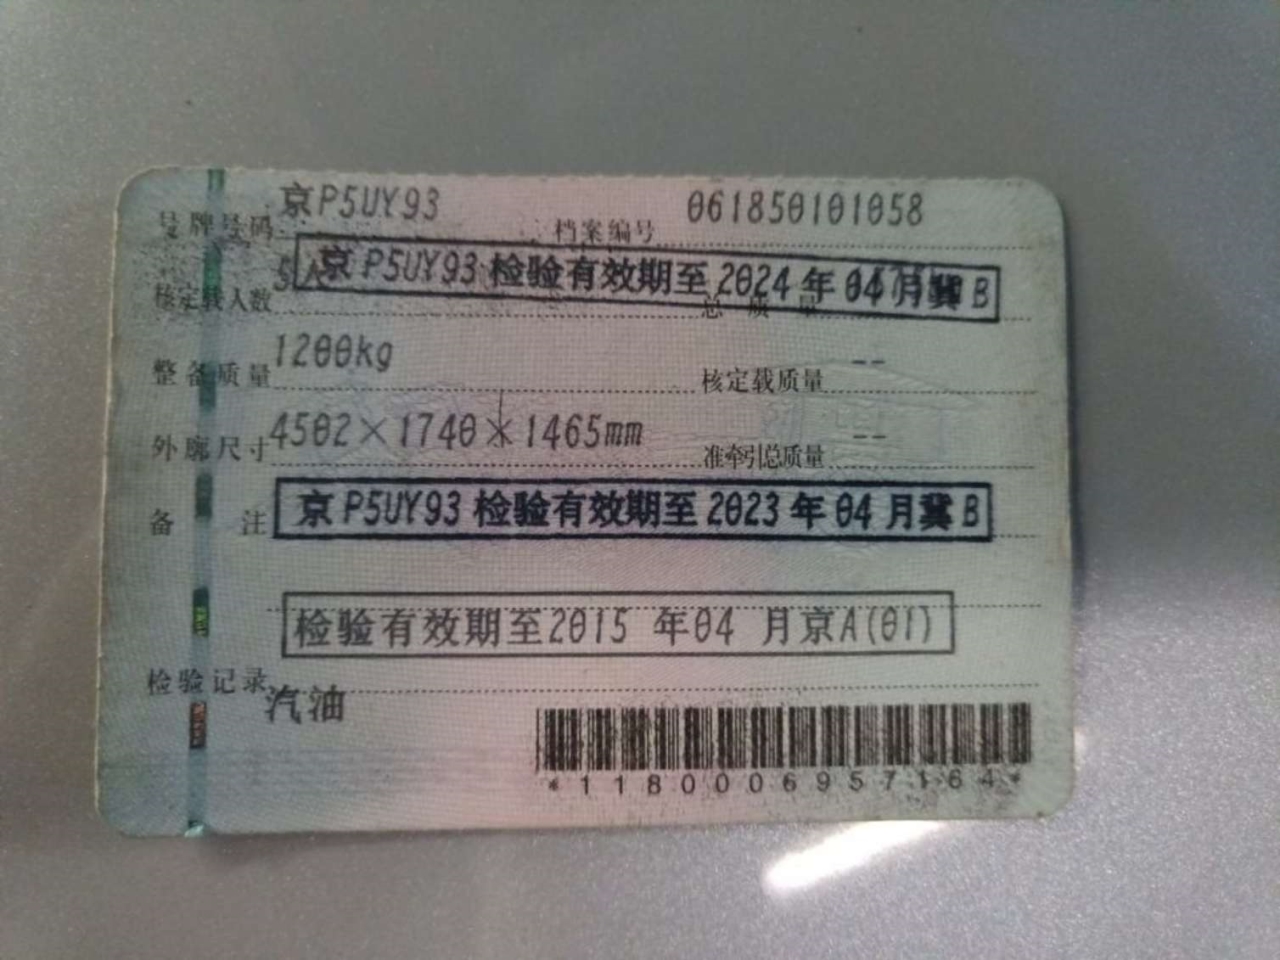 号牌号码 京P5UY93 档案编号 061850101058
京P5UY93 检验有效期至2024年04月冀B
核定载人数 5人 总质量
整备质量 1200kg 核定载质量 --
外廓尺寸 4502×1740×1465mm 准牵引总质量 --
备注 京P5UY93 检验有效期至2023年04月冀B
检验有效期至2015 年04 月京A(01)
检验记录
汽油
*1180006957164*